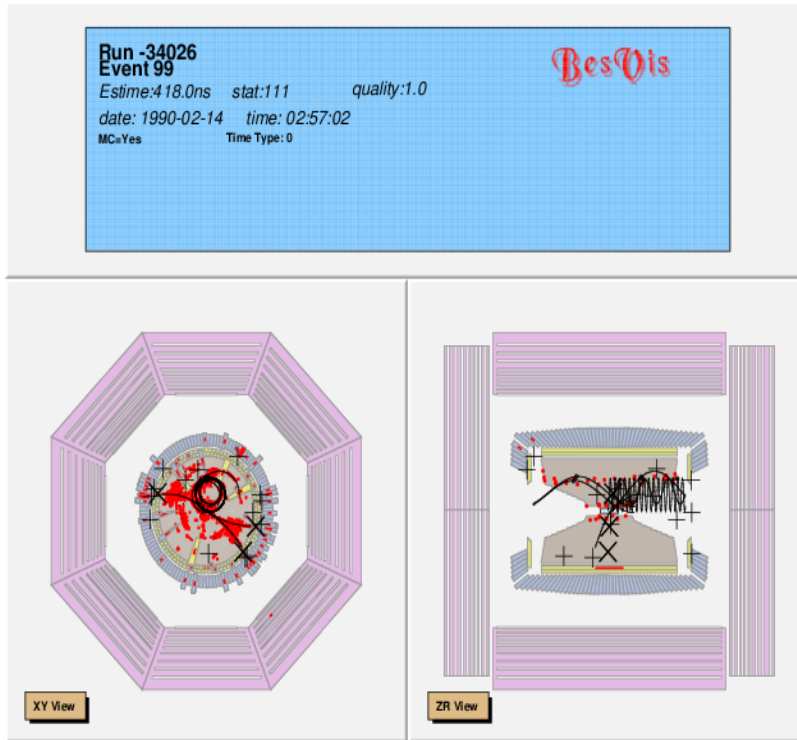 Run -34026
Event 99
BesVis
Estime:418.0ns stat:111 quality:1.0
date: 1990-02-14 time: 02:57:02
MC=Yes Time Type: 0
XY View
ZR View